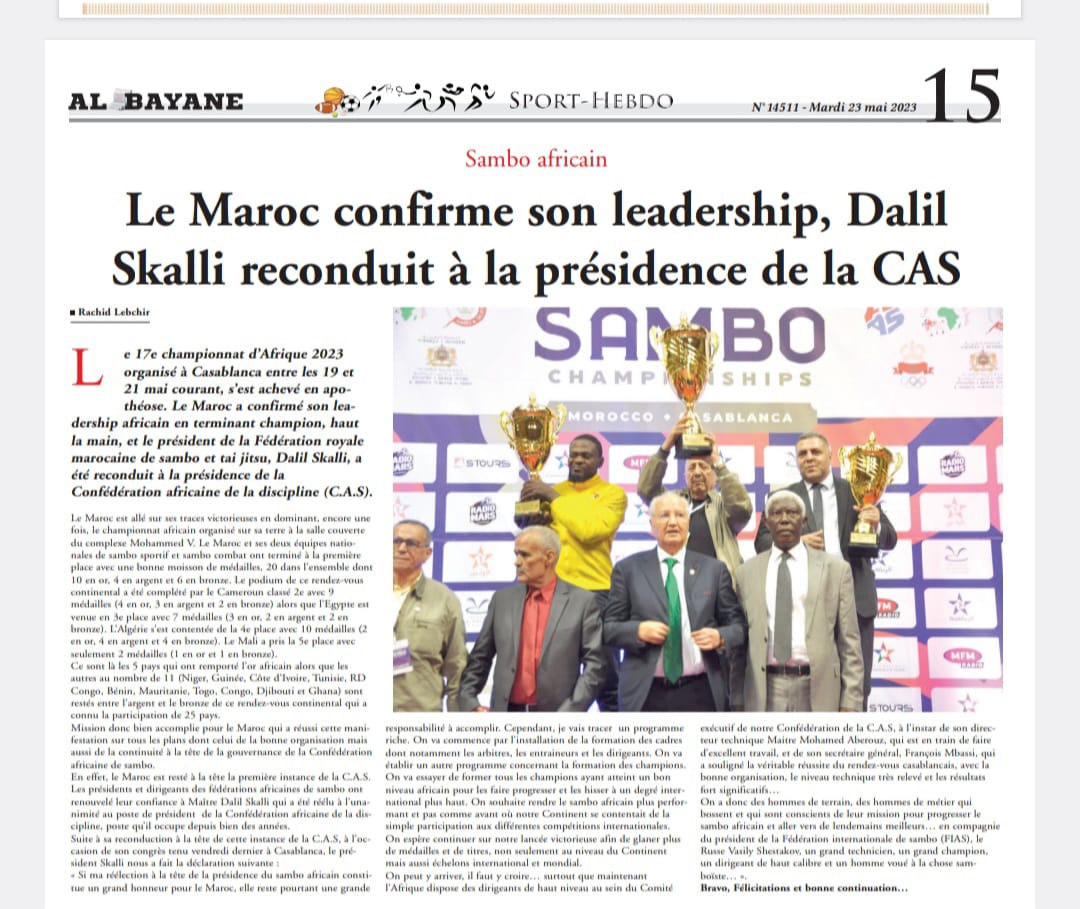 AL BAYANE
SPORT-HEBDO
N° 14511 - Mardi 23 mai 2023
15
Sambo africain
Le Maroc confirme son leadership, Dalil
Skalli reconduit à la présidence de la CAS
■ Rachid Lebchir
Le 17e championnat d'Afrique 2023
organisé à Casablanca entre les 19 et
21 mai courant, s'est achevé en apo-
théose. Le Maroc a confirmé son lea-
dership africain en terminant champion, haut
la main, et le président de la Fédération royale
marocaine de sambo et tai jitsu, Dalil Skalli, a
été reconduit à la présidence de la
Confédération africaine de la discipline (C.A.S).
Le Maroc est allé sur ses traces victorieuses en dominant, encore une
fois, le championnat africain organisé sur sa terre à la salle couverte
du complexe Mohammed V. Le Maroc et ses deux équipes natio-
nales de sambo sportif et sambo combat ont terminé à la première
place avec une bonne moisson de médailles, 20 dans l'ensemble dont
10 en or, 4 en argent et 6 en bronze. Le podium de ce rendez-vous
continental a été complété par le Cameroun classé 2e avec 9
médailles (4 en or, 3 en argent et 2 en bronze) alors que l'Egypte est
venue en 3e place avec 7 médailles (3 en or, 2 en argent et 2 en
bronze). L'Algérie s'est contentée de la 4e place avec 10 médailles (2
en or, 4 en argent et 4 en bronze). Le Mali a pris la 5e place avec
seulement 2 médailles (1 en or et 1 en bronze).
Ce sont là les 5 pays qui ont remporté l'or africain alors que les
autres au nombre de 11 (Niger, Guinée, Côte d'Ivoire, Tunisie, RD
Congo, Bénin, Mauritanie, Togo, Congo, Djibouti et Ghana) sont
restés entre l'argent et le bronze de ce rendez-vous continental qui a
connu la participation de 25 pays.
Mission donc bien accomplie pour le Maroc qui a réussi cette mani-
festation sur tous les plans dont celui de la bonne organisation mais
aussi de la continuité à la tête de la gouvernance de la Confédération
africaine de sambo.
En effet, le Maroc est resté à la tête la première instance de la C.A.S.
Les présidents et dirigeants des fédérations africaines de sambo ont
renouvelé leur confiance à Maître Dalil Skalli qui a été réélu à l'una-
nimité au poste de président de la Confédération africaine de la dis-
cipline, poste qu'il occupe depuis bien des années.
Suite à sa reconduction à la tête de cette instance de la C.A.S, à l'oc-
casion de son congrès tenu vendredi dernier à Casablanca, le pré-
sident Skalli nous a fait la déclaration suivante :
« Si ma réélection à la tête de la présidence du sambo africain consti-
tue un grand honneur pour le Maroc, elle reste pourtant une grande
SAMBO
CHAMPIONSHIPS
MOROCCO • CASABLANCA
STOURS
RADIO MARS
RADIO MARS
MFM RADIO
STOURS
responsabilité à accomplir. Cependant, je vais tracer un programme
riche. On va commence par l'installation de la formation des cadres
dont notamment les arbitres, les entraineurs et les dirigeants. On va
établir un autre programme concernant la formation des champions.
On va essayer de former tous les champions ayant atteint un bon
niveau africain pour les faire progresser et les hisser à un degré inter-
national plus haut. On souhaite rendre le sambo africain plus perfor-
mant et pas comme avant où notre Continent se contentait de la
simple participation aux différentes compétitions internationales.
On espère continuer sur notre lancée victorieuse afin de glaner plus
de médailles et de titres, non seulement au niveau du Continent
mais aussi échelons international et mondial.
On peut y arriver, il faut y croire… surtout que maintenant
l'Afrique dispose des dirigeants de haut niveau au sein du Comité
exécutif de notre Confédération de la C.A.S, à l'instar de son direc-
teur technique Maitre Mohamed Aberouz, qui est en train de faire
d'excellent travail, et de son secrétaire général, François Mbassi, qui
a souligné la véritable réussite du rendez-vous casablancais, avec la
bonne organisation, le niveau technique très relevé et les résultats
fort significatifs…
On a donc des hommes de terrain, des hommes de métier qui
bossent et qui sont conscients de leur mission pour progresser le
sambo africain et aller vers de lendemains meilleurs… en compagnie
du président de la Fédération internationale de sambo (FIAS), le
Russe Vasily Shestakov, un grand technicien, un grand champion,
un dirigeant de haut calibre et un homme voué à la chose sam-
boïste… ».
Bravo, Félicitations et bonne continuation…